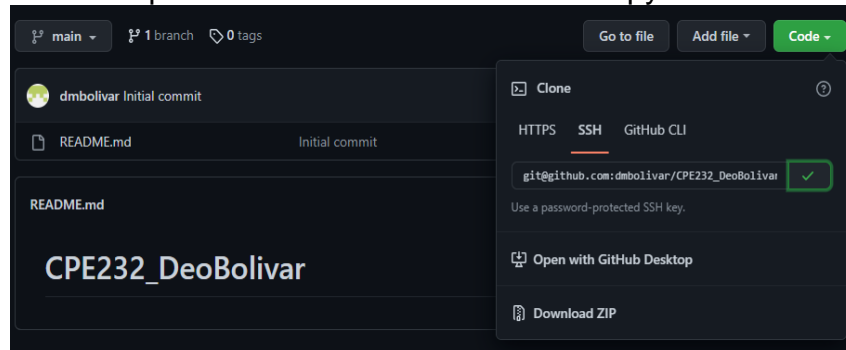 main 1 branch 0 tags Go to file Add file Code
dmbolivar Initial commit
README.md Initial commit
README.md
CPE232_DeoBolivar
Clone
HTTPS SSH GitHub CLI
git@github.com:dmbolivar/CPE232_DeoBolivar
Use a password-protected SSH key.
Open with GitHub Desktop
Download ZIP